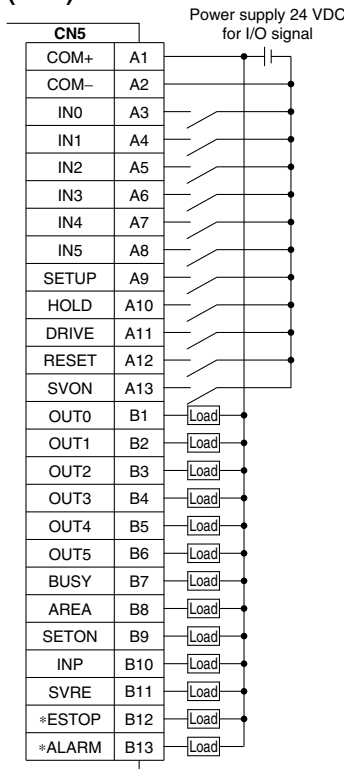 Power supply 24 VDC
for I/O signal
CN5
COM+ A1
COM– A2
IN0 A3
IN1 A4
IN2 A5
IN3 A6
IN4 A7
IN5 A8
SETUP A9
HOLD A10
DRIVE A11
RESET A12
SVON A13
OUT0 B1 Load
OUT1 B2 Load
OUT2 B3 Load
OUT3 B4 Load
OUT4 B5 Load
OUT5 B6 Load
BUSY B7 Load
AREA B8 Load
SETON B9 Load
INP B10 Load
SVRE B11 Load
*ESTOP B12 Load
*ALARM B13 Load